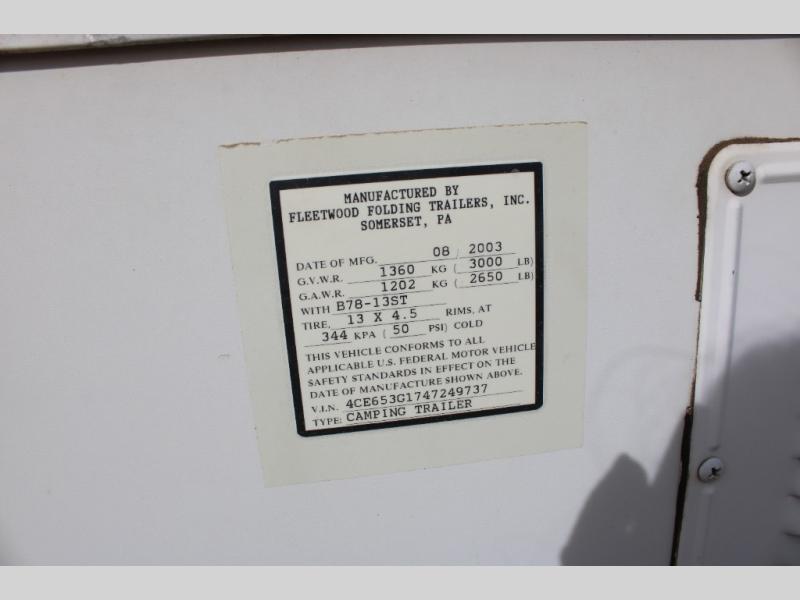 MANUFACTURED BY
FLEETWOOD FOLDING TRAILERS, INC.
SOMERSET, PA
DATE OF MFG. 08 / 2003
G.V.W.R. 1360 KG ( 3000 LB)
G.A.W.R. 1202 KG ( 2650 LB)
WITH B78-13ST
TIRE, 13 X 4.5 RIMS, AT
344 KPA ( 50 PSI) COLD
THIS VEHICLE CONFORMS TO ALL
APPLICABLE U.S. FEDERAL MOTOR VEHICLE
SAFETY STANDARDS IN EFFECT ON THE
DATE OF MANUFACTURE SHOWN ABOVE.
V.I.N. 4CE653G1747249737
TYPE: CAMPING TRAILER